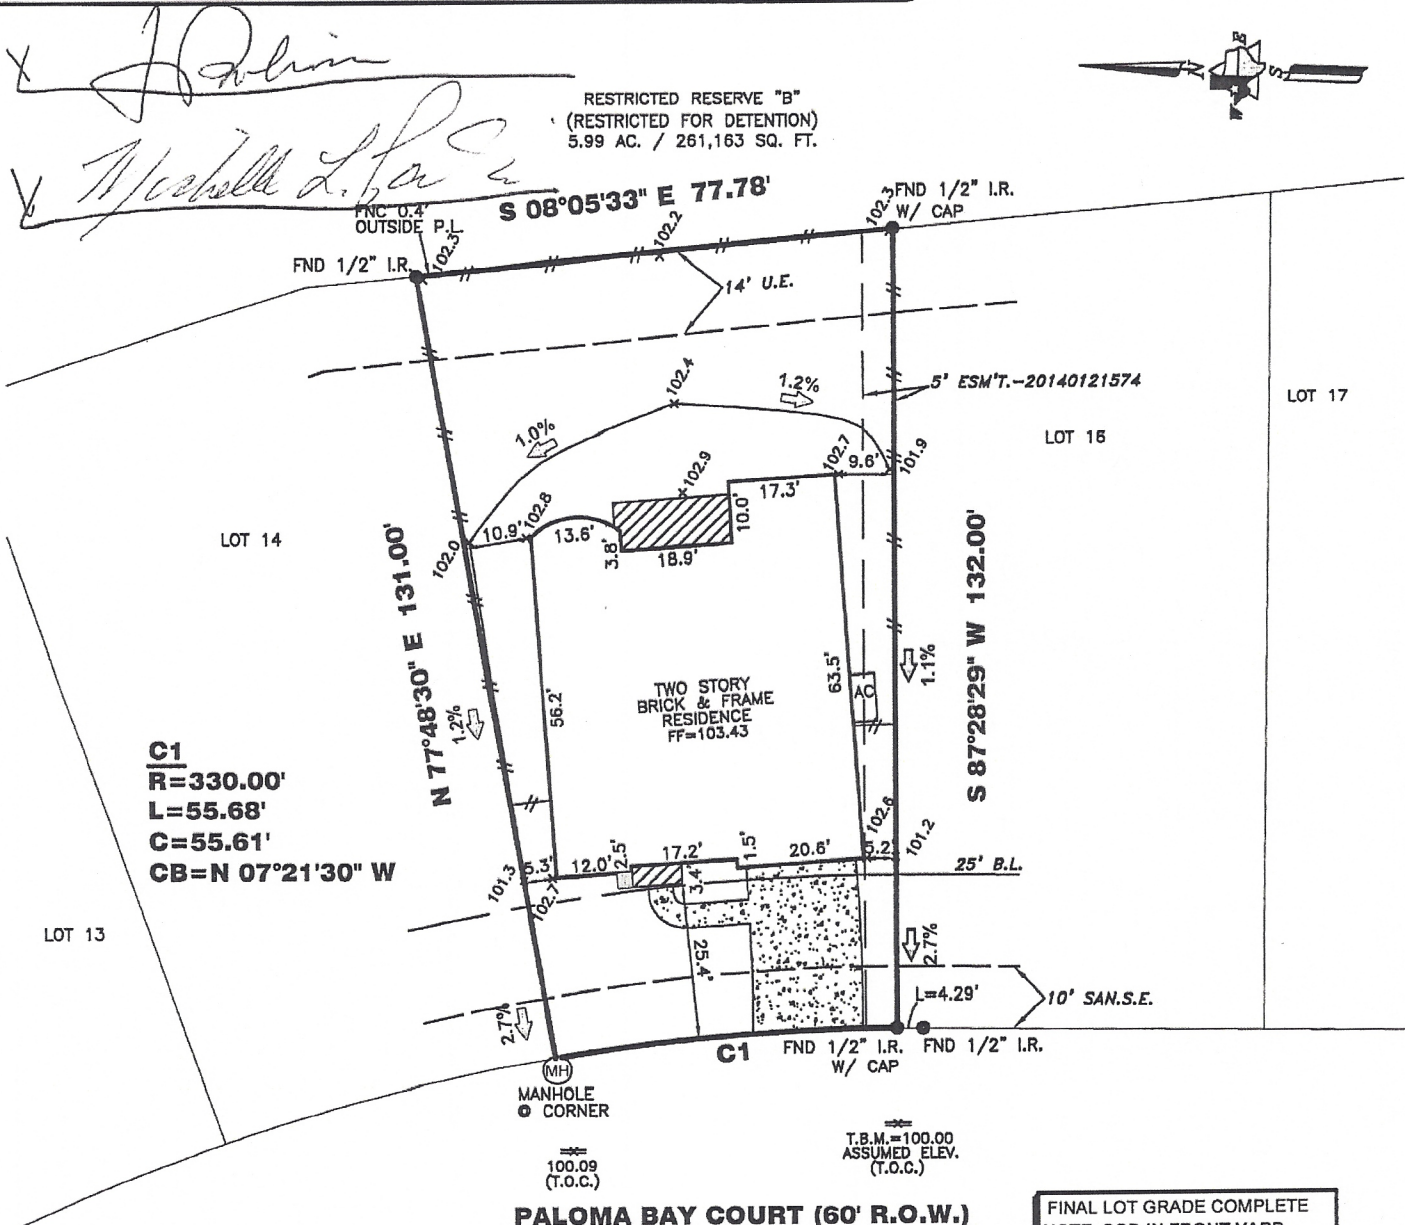 X
X
N
E
S
W
RESTRICTED RESERVE "B"
(RESTRICTED FOR DETENTION)
5.99 AC. / 261,163 SQ. FT.
S 08°05'33" E 77.78'
FNC 0.4'
OUTSIDE P.L.
FND 1/2" I.R.
102.3
102.2
102.3
FND 1/2" I.R.
W/ CAP
14' U.E.
102.4
1.2%
1.0%
5' ESM'T.-20140121574
LOT 17
LOT 16
LOT 14
102.9
102.7
9.6'
101.9
17.3'
10.0'
102.8
10.9'
13.6'
3.8'
18.9'
102.0
N 77°48'30" E 131.00'
S 87°28'29" W 132.00'
56.2'
63.5'
AC
1.1%
1.2%
TWO STORY
BRICK & FRAME
RESIDENCE
FF=103.43
C1
R=330.00'
L=55.68'
C=55.61'
CB=N 07°21'30" W
102.6
101.2
5.2'
20.6'
1.5'
17.2'
2.5'
12.0'
5.3'
101.3
102.7
3.4'
25' B.L.
LOT 13
25.4'
2.7%
2.7%
L=4.29'
10' SAN.S.E.
C1
FND 1/2" I.R.
W/ CAP
FND 1/2" I.R.
MH
MANHOLE
@ CORNER
100.09
(T.O.C.)
T.B.M.=100.00
ASSUMED ELEV.
(T.O.C.)
PALOMA BAY COURT (60' R.O.W.)
FINAL LOT GRADE COMPLETE